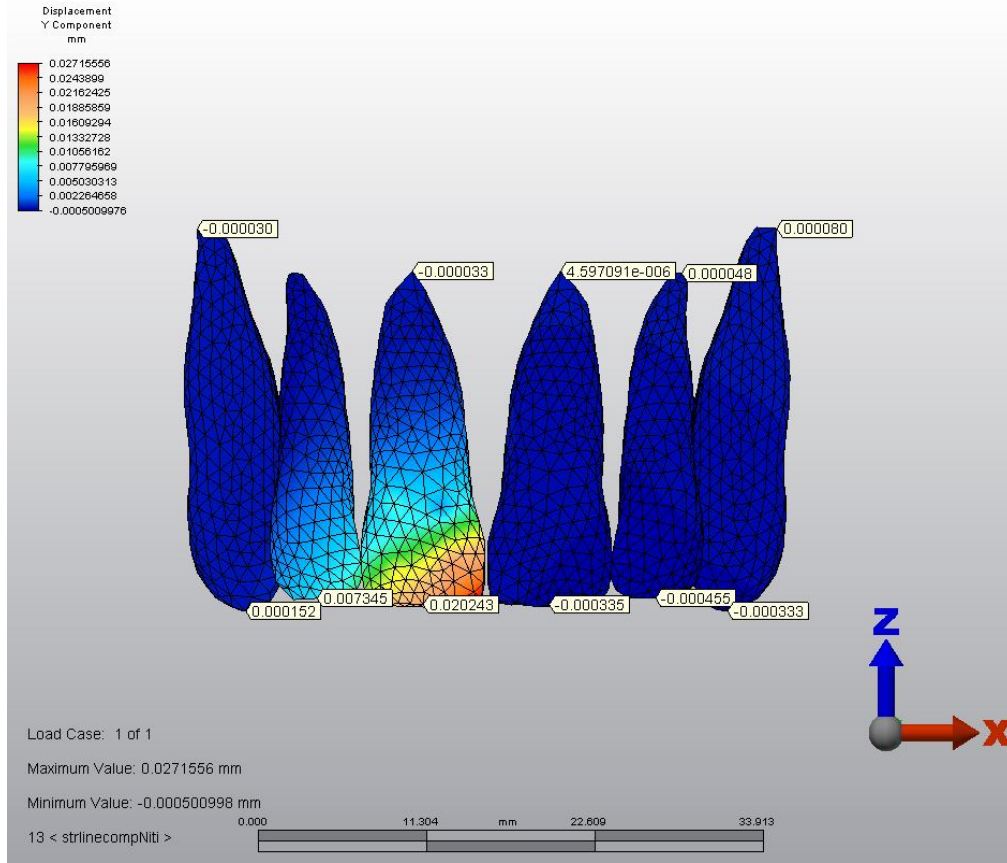 Displacement
Y Component
mm
0.02715556
0.0243899
0.02162425
0.01885859
0.01609294
0.01332728
0.01056162
0.007795969
0.005030313
0.002264658
-0.0005009976
-0.000030
0.000080
-0.000033
4.597091e-006
0.000048
0.000152
0.007345
0.020243
-0.000335
-0.000455
-0.000333
Z
X
Load Case: 1 of 1
Maximum Value: 0.0271556 mm
Minimum Value: -0.000500998 mm
0.000 11.304 mm 22.609 33.913
13 < strlinecompNiti >